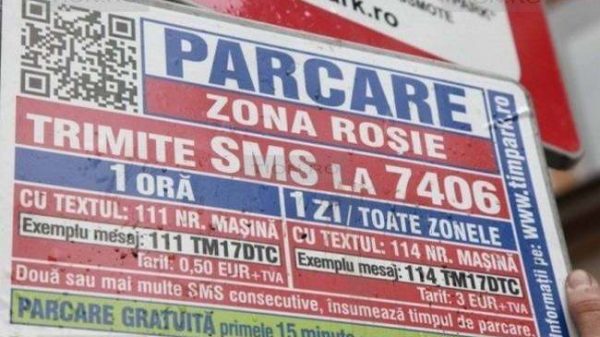 rk.ro
SMOTE
PARCARE
ZONA ROȘIE
TRIMITE SMS LA 7406
1 ORĂ
CU TEXTUL: 111 NR. MAȘINĂ
Exemplu mesaj: 111 TM17DTC
Tarif: 0,50 EUR+TVA
1 ZI / TOATE ZONELE
CU TEXTUL: 114 NR. MAȘINĂ
Exemplu mesaj: 114 TM17DTC
Tarif: 3 EUR+TVA
Două sau mai multe SMS consecutive, însumează timpul de parcare.
PARCARE GRATUITĂ primele 15 minute
Informații pe: www.timpark.ro